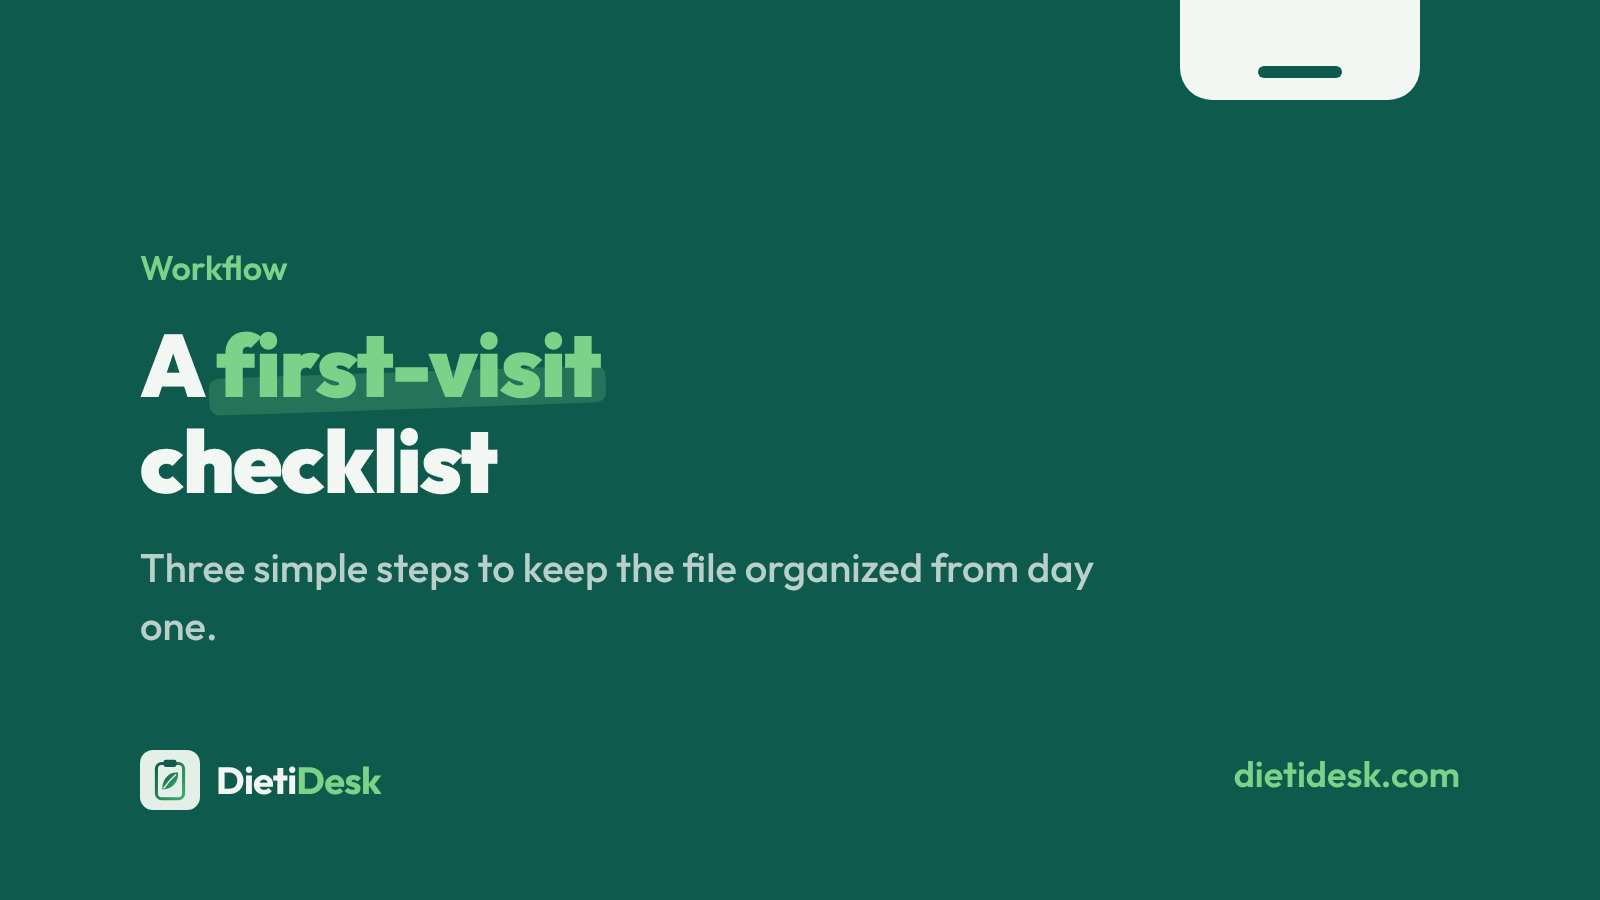 Workflow
A first-visit
checklist
Three simple steps to keep the file organized from day
one.
DietiDesk
dietidesk.com